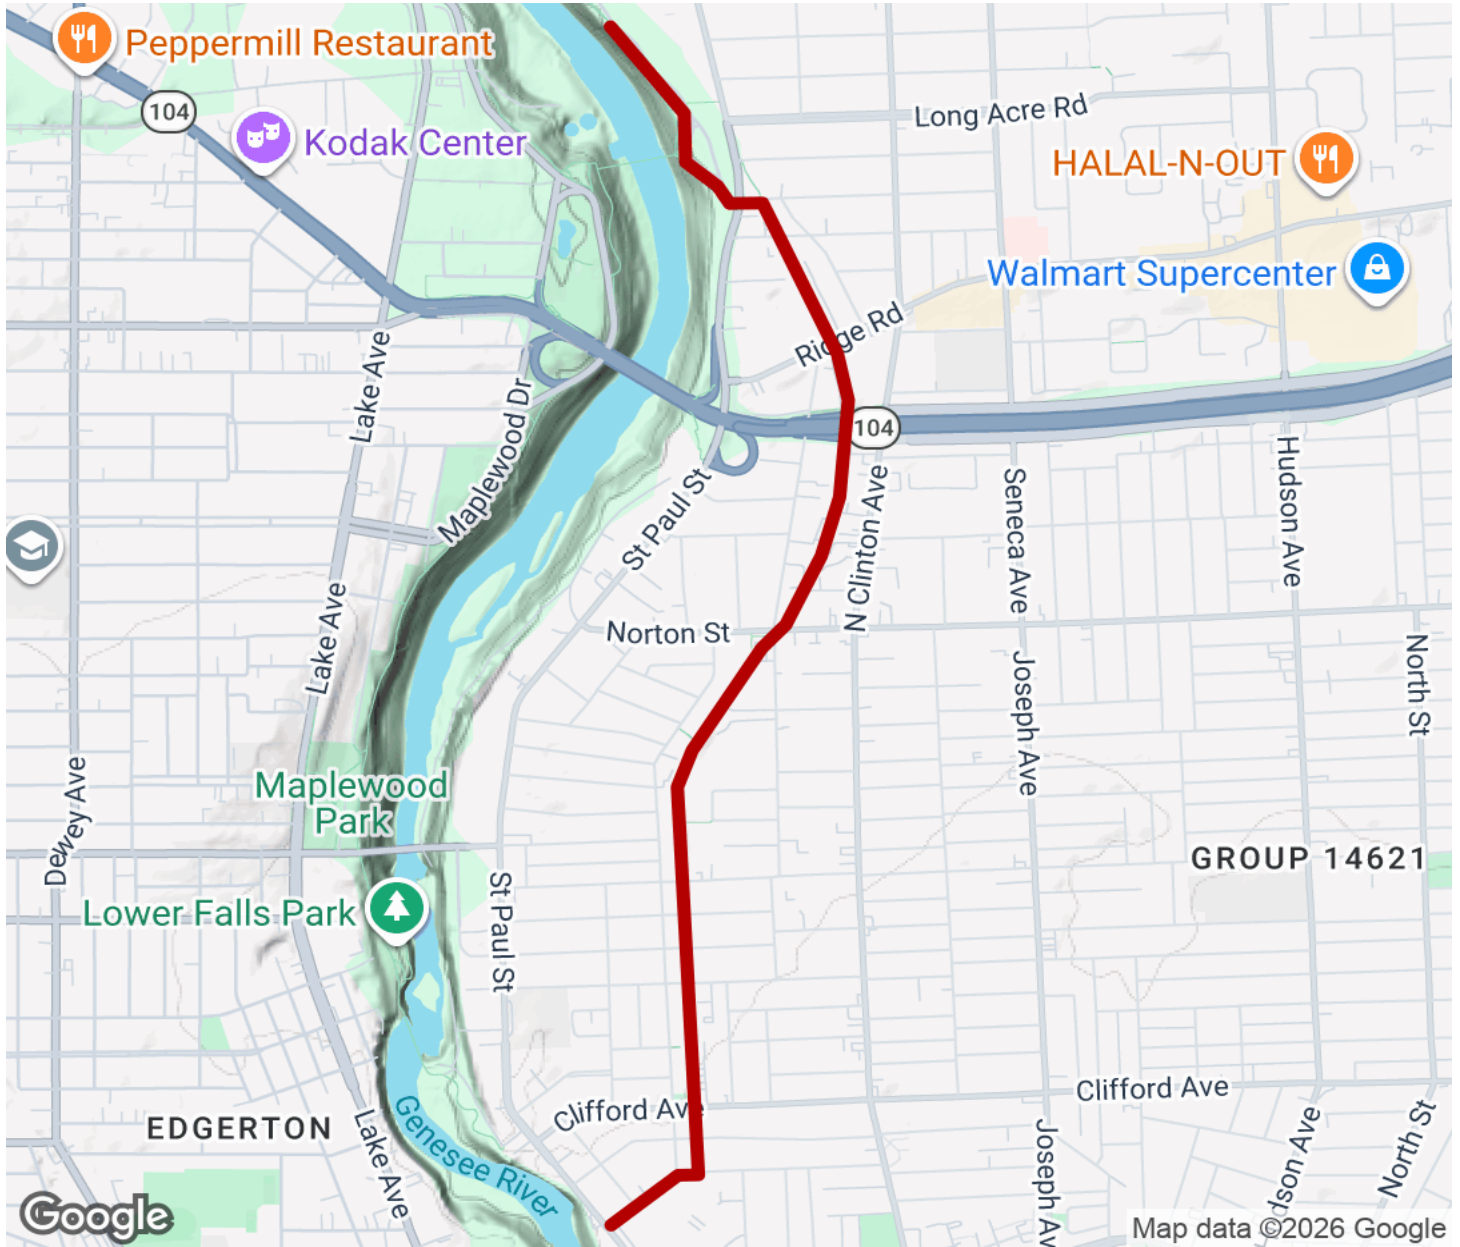 Peppermill Restaurant
104
Kodak Center
Long Acre Rd
HALAL-N-OUT
Walmart Supercenter
Ridge Rd
Lake Ave
Maplewood Dr
104
St Paul St
N Clinton Ave
Seneca Ave
Hudson Ave
Lake Ave
Norton St
Joseph Ave
North St
Dewey Ave
Maplewood
Park
GROUP 14621
Lower Falls Park
St Paul St
Clifford Ave
Clifford Ave
EDGERTON
Lake Ave
Genesee River
Joseph Av
dson Ave
North St
Google
Map data ©2026 Google